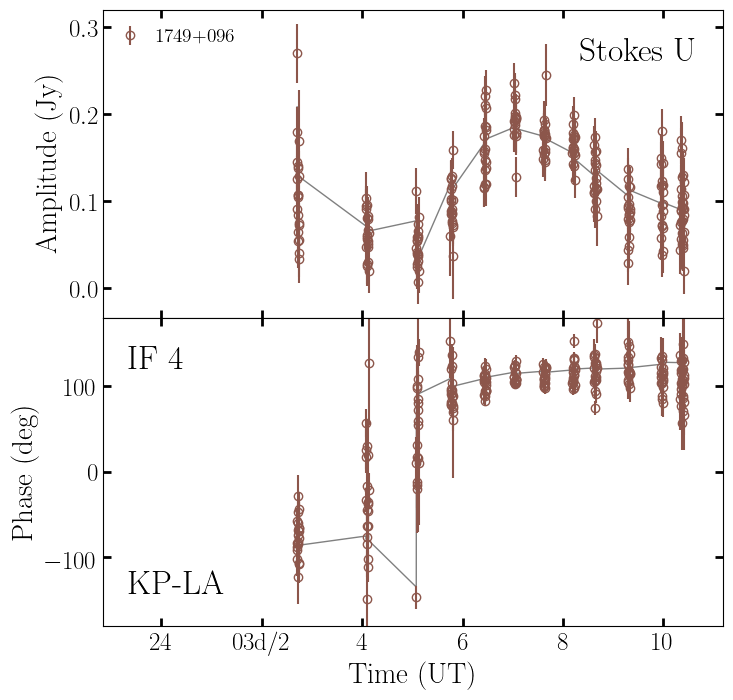 0.3
1749+096
Stokes U
0.2
Amplitude (Jy)
0.1
0.0
IF 4
100
0
Phase (deg)
−100
KP-LA
24
03d/2
4
6
8
10
Time (UT)